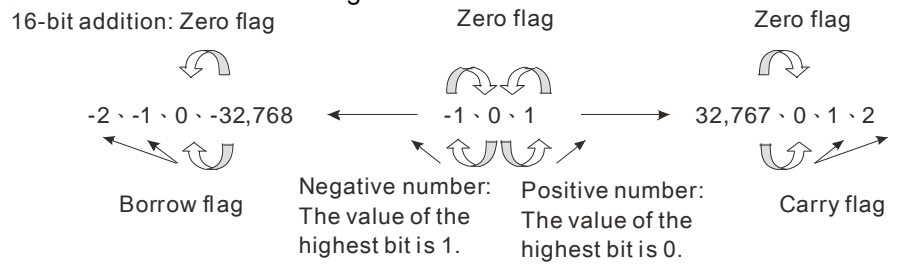 16-bit addition: Zero flag
Zero flag
Zero flag
-2、-1、0、-32,768
-1、0、1
32,767、0、1、2
Borrow flag
Negative number:
The value of the
highest bit is 1.
Positive number:
The value of the
highest bit is 0.
Carry flag